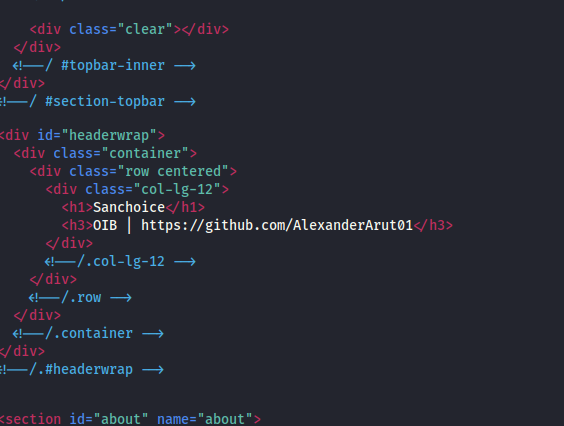 <div class="clear"></div>
</div>
<!--/ #topbar-inner -->
</div>
<!--/ #section-topbar -->
<div id="headerwrap">
<div class="container">
<div class="row centered">
<div class="col-lg-12">
<h1>Sanchoice</h1>
<h3>OIB | https://github.com/AlexanderArut01</h3>
</div>
<!--/.col-lg-12 -->
</div>
<!--/.row -->
</div>
<!--/.container -->
</div>
<!--/.#headerwrap -->
<section id="about" name="about">